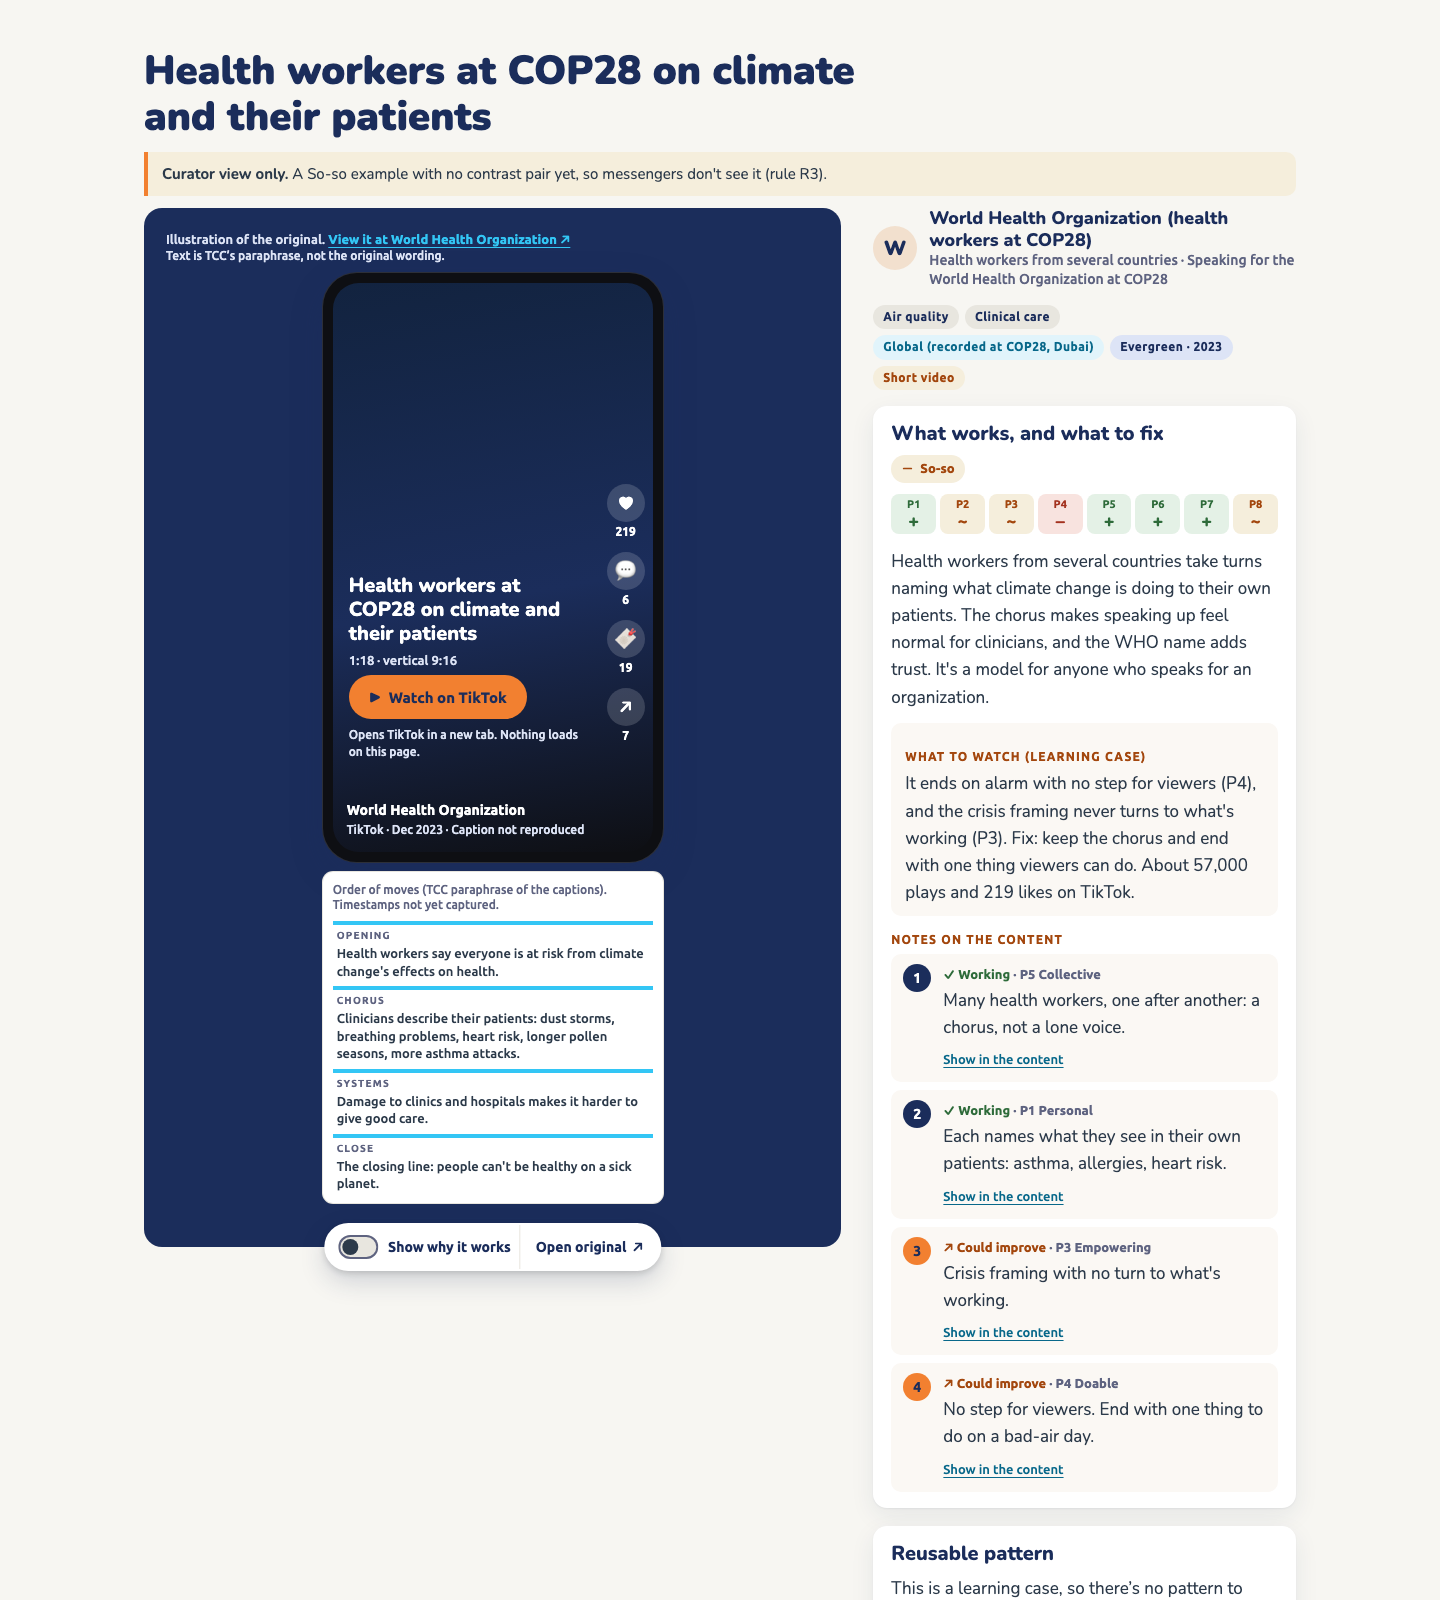 Health workers at COP28 on climate
and their patients
Curator view only. A So-so example with no contrast pair yet, so messengers don't see it (rule R3).
Illustration of the original. View it at World Health Organization ↗
Text is TCC's paraphrase, not the original wording.
219
6
19
7
Health workers at
COP28 on climate and
their patients
1:18 · vertical 9:16
▶ Watch on TikTok
Opens TikTok in a new tab. Nothing loads
on this page.
World Health Organization
TikTok · Dec 2023 · Caption not reproduced
Order of moves (TCC paraphrase of the captions).
Timestamps not yet captured.
OPENING
Health workers say everyone is at risk from climate
change's effects on health.
CHORUS
Clinicians describe their patients: dust storms,
breathing problems, heart risk, longer pollen
seasons, more asthma attacks.
SYSTEMS
Damage to clinics and hospitals makes it harder to
give good care.
CLOSE
The closing line: people can't be healthy on a sick
planet.
Show why it works
Open original ↗
W
World Health Organization (health
workers at COP28)
Health workers from several countries · Speaking for the
World Health Organization at COP28
Air quality
Clinical care
Global (recorded at COP28, Dubai)
Evergreen · 2023
Short video
What works, and what to fix
– So-so
P1 P2 P3 P4 P5 P6 P7 P8
+ ~ ~ – + + + ~
Health workers from several countries take turns
naming what climate change is doing to their own
patients. The chorus makes speaking up feel
normal for clinicians, and the WHO name adds
trust. It's a model for anyone who speaks for an
organization.
WHAT TO WATCH (LEARNING CASE)
It ends on alarm with no step for viewers (P4),
and the crisis framing never turns to what's
working (P3). Fix: keep the chorus and end
with one thing viewers can do. About 57,000
plays and 219 likes on TikTok.
NOTES ON THE CONTENT
1
✓ Working · P5 Collective
Many health workers, one after another: a
chorus, not a lone voice.
Show in the content
2
✓ Working · P1 Personal
Each names what they see in their own
patients: asthma, allergies, heart risk.
Show in the content
3
↗ Could improve · P3 Empowering
Crisis framing with no turn to what's
working.
Show in the content
4
↗ Could improve · P4 Doable
No step for viewers. End with one thing to
do on a bad-air day.
Show in the content
Reusable pattern
This is a learning case, so there's no pattern to